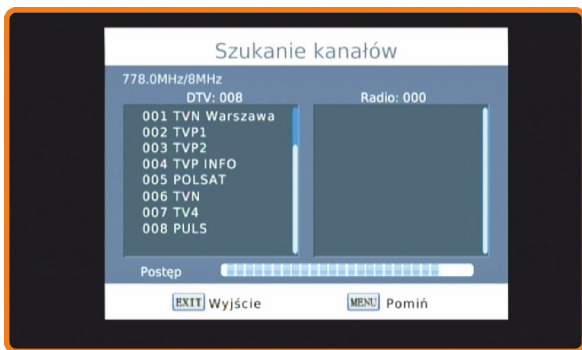 Szukanie kanałów
778.0MHz/8MHz
DTV: 008
Radio: 000
001 TVN Warszawa
002 TVP1
003 TVP2
004 TVP INFO
005 POLSAT
006 TVN
007 TV4
008 PULS
Postęp
EXIT Wyjście
MENU Pomiń